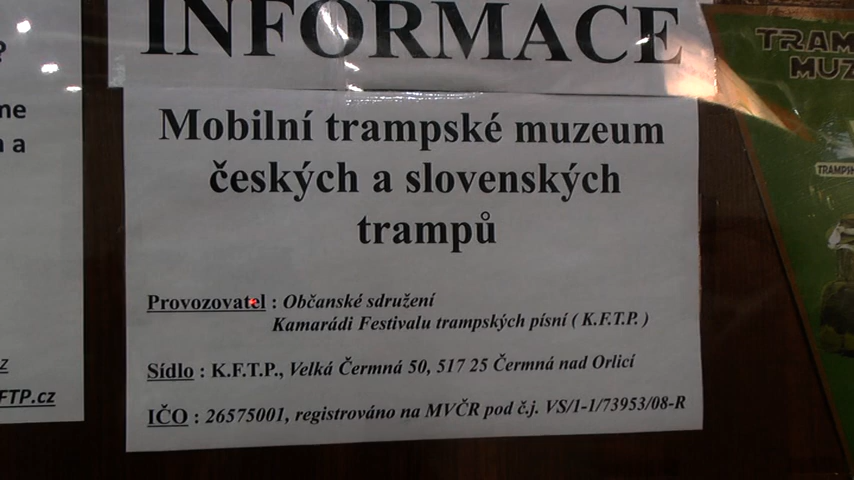 INFORMACE
Mobilní trampské muzeum
českých a slovenských
trampů
Provozovatel : Občanské sdružení
Kamarádi Festivalu trampských písní ( K.F.T.P. )
Sídlo : K.F.T.P., Velká Čermná 50, 517 25 Čermná nad Orlicí
IČO : 26575001, registrováno na MVČR pod č.j. VS/1-1/73953/08-R
?
me
a a
z
FTP.cz
TRAM
MUZ
TRAMPSK